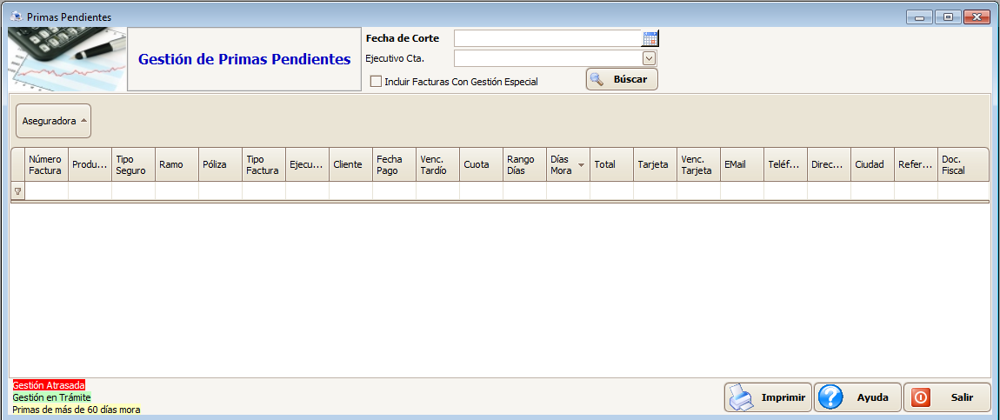 Primas Pendientes
Gestión de Primas Pendientes
Fecha de Corte
Ejecutivo Cta.
Incluir Facturas Con Gestión Especial
Búscar
Aseguradora
Número Factura
Produ...
Tipo Seguro
Ramo
Póliza
Tipo Factura
Ejecu...
Cliente
Fecha Pago
Venc. Tardío
Cuota
Rango Días
Días Mora
Total
Tarjeta
Venc. Tarjeta
EMail
Teléf...
Direc...
Ciudad
Refer...
Doc. Fiscal
Gestión Atrasada
Gestión en Trámite
Primas de más de 60 días mora
Imprimir
Ayuda
Salir